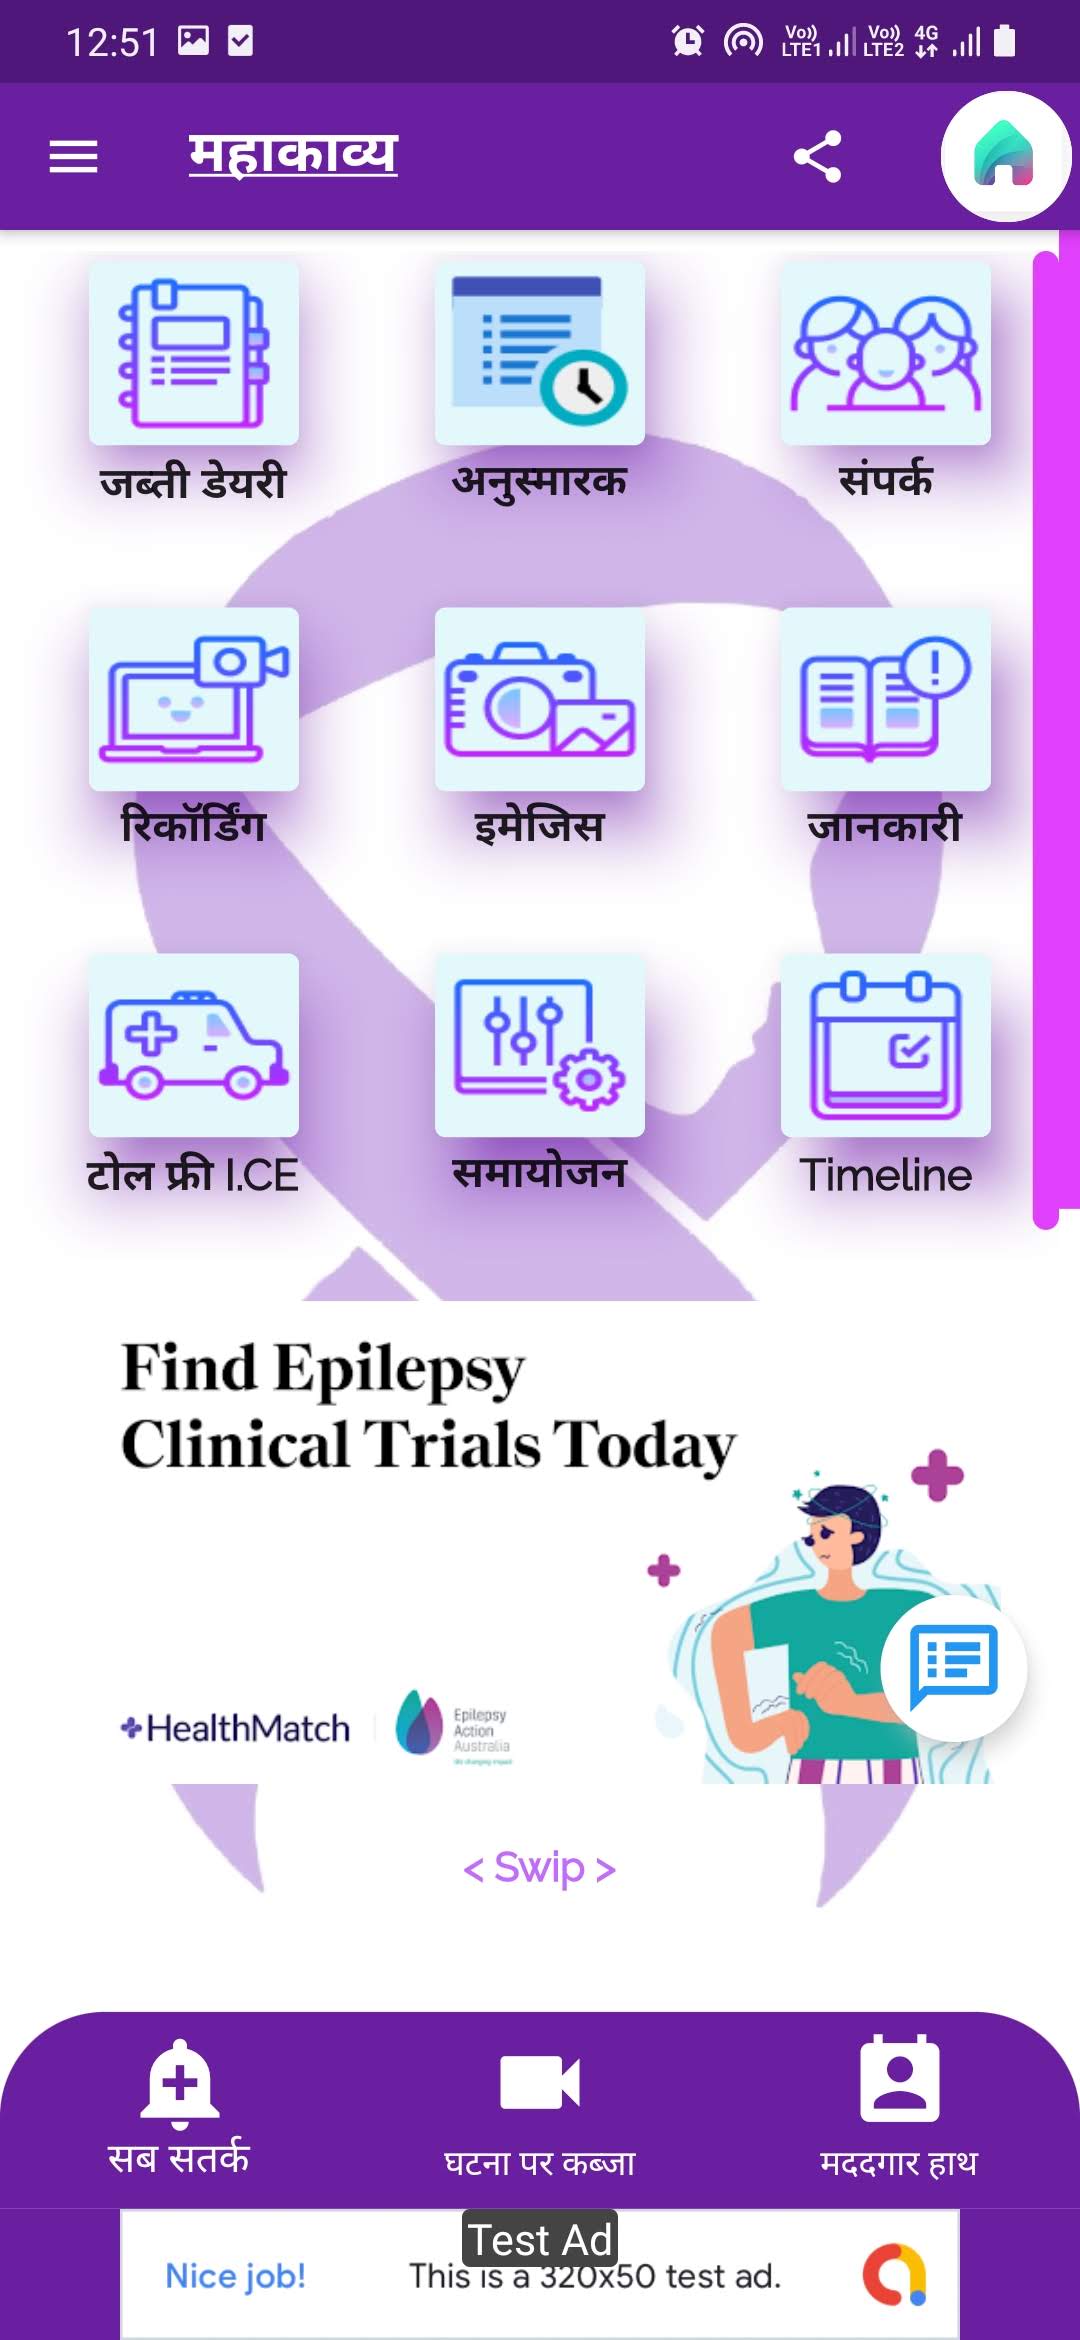 12:51
Vo)) LTE1 Vo)) LTE2 4G
महाकाव्य
जब्ती डेयरी अनुस्मारक संपर्क
रिकॉर्डिंग इमेजिस जानकारी
टोल फ्री I.CE समायोजन Timeline
Find Epilepsy
Clinical Trials Today
HealthMatch
Epilepsy
Action
Australia
< Swip >
सब सतर्क घटना पर कब्जा मददगार हाथ
Test Ad
Nice job! This is a 320x50 test ad.